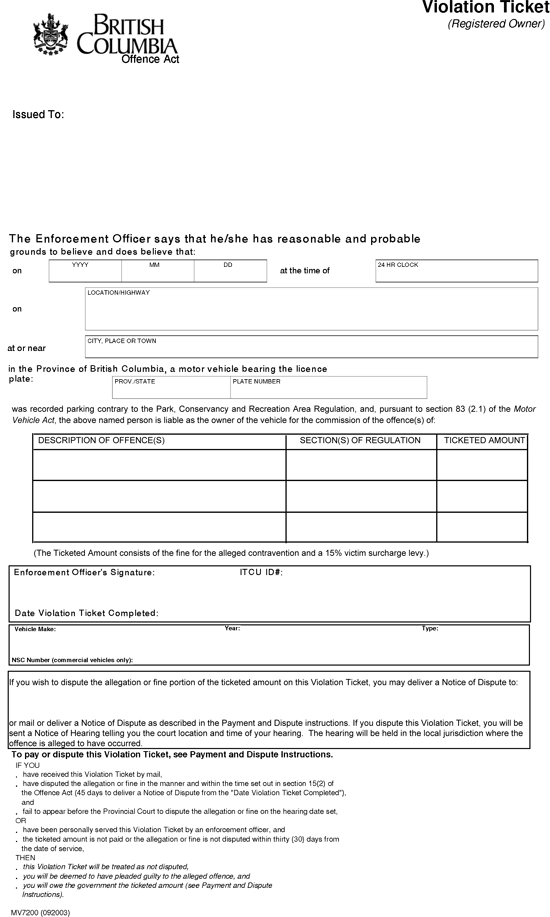 Violation Ticket
(Registered Owner)
BRITISH
COLUMBIA
Offence Act
Issued To:
The Enforcement Officer says that he/she has reasonable and probable
grounds to believe and does believe that:
on YYYY MM DD at the time of 24 HR CLOCK
on LOCATION/HIGHWAY
at or near CITY, PLACE OR TOWN
in the Province of British Columbia, a motor vehicle bearing the licence
plate: PROV./STATE PLATE NUMBER
was recorded parking contrary to the Park, Conservancy and Recreation Area Regulation, and, pursuant to section 83 (2.1) of the Motor
Vehicle Act, the above named person is liable as the owner of the vehicle for the commission of the offence(s) of:
DESCRIPTION OF OFFENCE(S) SECTION(S) OF REGULATION TICKETED AMOUNT
(The Ticketed Amount consists of the fine for the alleged contravention and a 15% victim surcharge levy.)
Enforcement Officer's Signature: ITCU ID#:
Date Violation Ticket Completed:
Vehicle Make: Year: Type:
NSC Number (commercial vehicles only):
If you wish to dispute the allegation or fine portion of the ticketed amount on this Violation Ticket, you may deliver a Notice of Dispute to:
or mail or deliver a Notice of Dispute as described in the Payment and Dispute instructions. If you dispute this Violation Ticket, you will be
sent a Notice of Hearing telling you the court location and time of your hearing. The hearing will be held in the local jurisdiction where the
offence is alleged to have occurred.
To pay or dispute this Violation Ticket, see Payment and Dispute Instructions.
IF YOU
. have received this Violation Ticket by mail,
. have disputed the allegation or fine in the manner and within the time set out in section 15(2) of
the Offence Act (45 days to deliver a Notice of Dispute from the "Date Violation Ticket Completed"),
and
. fail to appear before the Provincial Court to dispute the allegation or fine on the hearing date set,
OR
. have been personally served this Violation Ticket by an enforcement officer, and
. the ticketed amount is not paid or the allegation or fine is not disputed within thirty (30) days from
the date of service,
THEN
. this Violation Ticket will be treated as not disputed,
. you will be deemed to have pleaded guilty to the alleged offence, and
. you will owe the government the ticketed amount (see Payment and Dispute
Instructions).
MV7200 (092003)